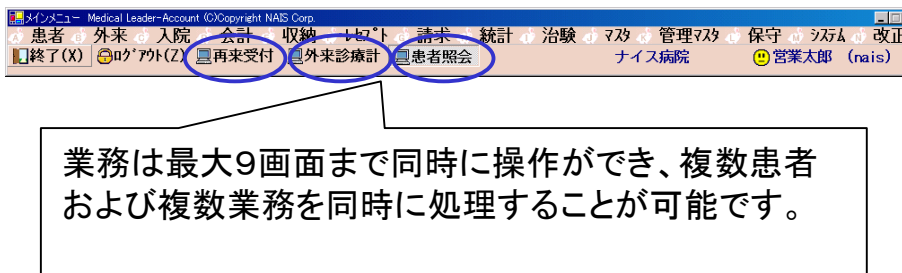 メインメニュー Medical Leader-Account (C)Copyright NAIS Corp.
患者 外来 入院 会計 収納 レセプト 請求 統計 治験 マスタ 管理マスタ 保守 システム 改正
終了(X) ログアウト(Z) 再来受付 外来診療計 患者照会 ナイス病院 営業太郎 (nais)
業務は最大9画面まで同時に操作ができ、複数患者
および複数業務を同時に処理することが可能です。